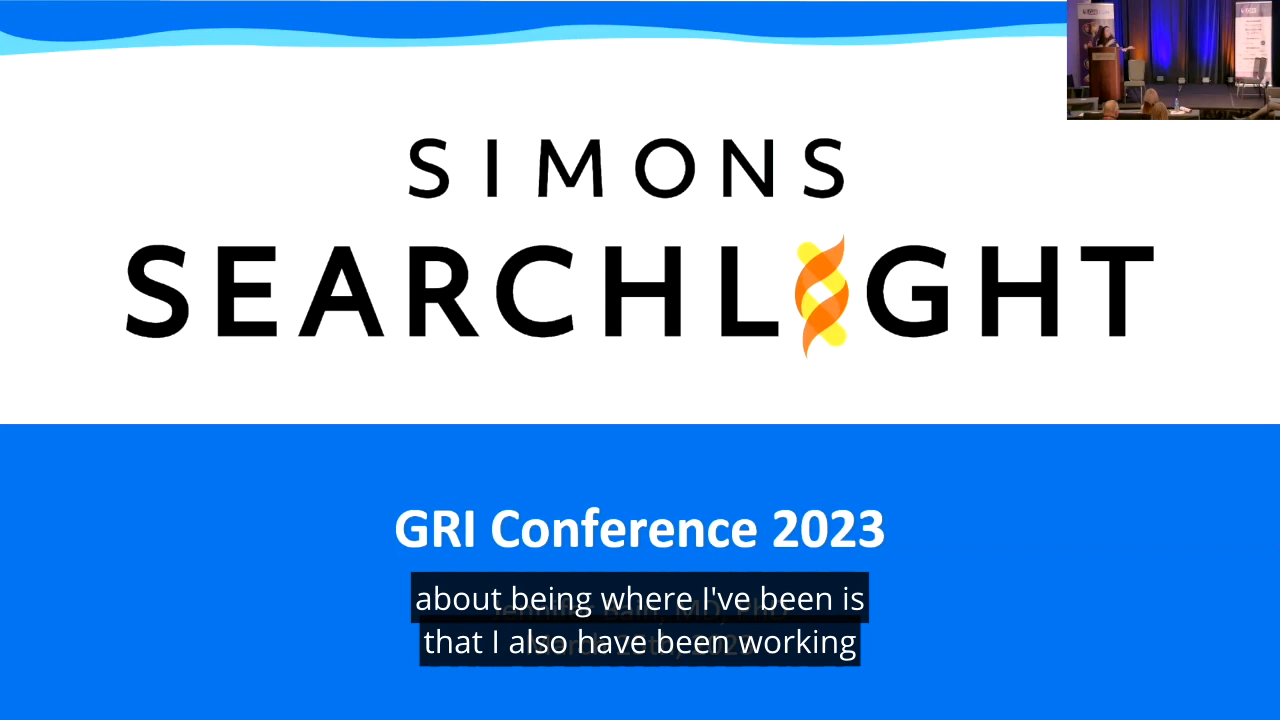 SIMONS
SEARCHLIGHT
GRI Conference 2023
about being where I've been is
that I also have been working